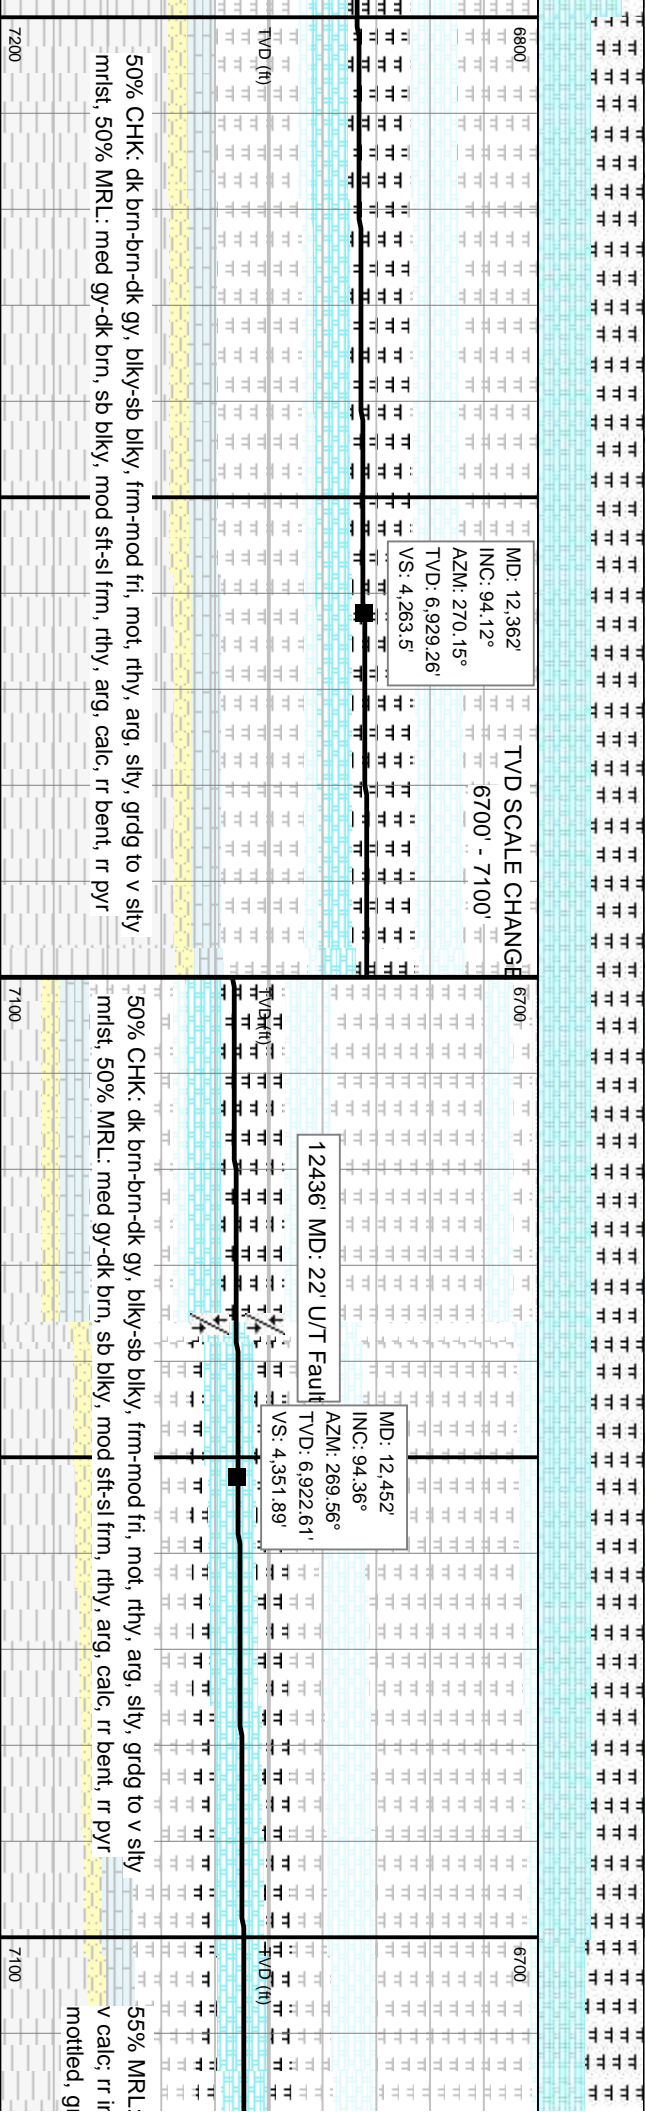 6800
TVD (ft)
7200
MD: 12,362'
INC: 94.12°
AZM: 270.15°
TVD: 6,929.26'
VS: 4,263.5'
TVD SCALE CHANGE
6700' - 7100'
50% CHK: dk brn-brn-dk gy, blky-sb blky, frm-mod fri, mot, rthy, arg, slty, grdg to v slty
mrlst, 50% MRL: med gy-dk brn, sb blky, mod sft-sl frm, rthy, arg, calc, rr bent, rr pyr
6700
TVD (ft)
7100
12436' MD: 22' U/T Fault
MD: 12,452'
INC: 94.36°
AZM: 269.56°
TVD: 6,922.61'
VS: 4,351.89'
50% CHK: dk brn-brn-dk gy, blky-sb blky, frm-mod fri, mot, rthy, arg, slty, grdg to v slty
mrlst, 50% MRL: med gy-dk brn, sb blky, mod sft-sl frm, rthy, arg, calc, rr bent, rr pyr
6700
TVD (ft)
7100
55% MRL:
v calc, rr
mottled,